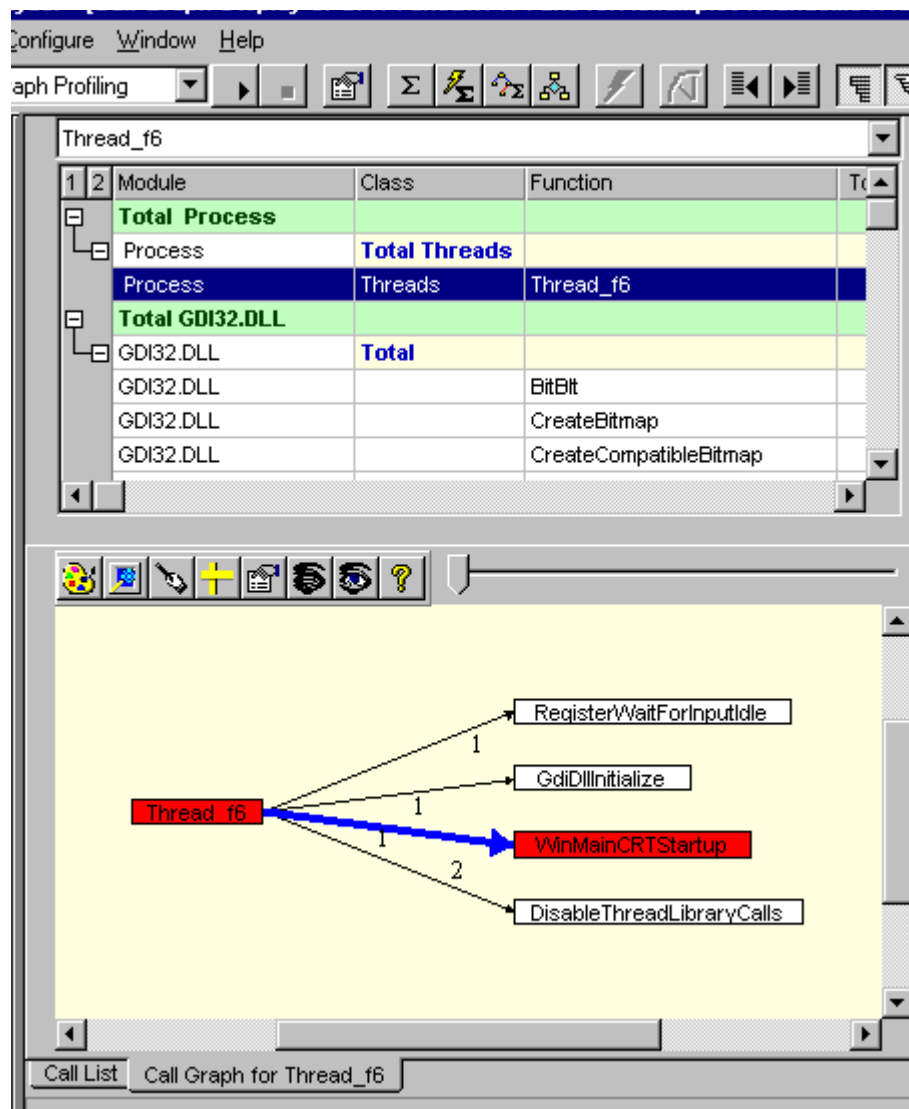 Configure Window Help
aph Profiling
Thread_f6
1 2 Module Class Function
Total Process
Process Total Threads
Process Threads Thread_f6
Total GDI32.DLL
GDI32.DLL Total
GDI32.DLL BitBlt
GDI32.DLL CreateBitmap
GDI32.DLL CreateCompatibleBitmap
RegisterWaitForInputIdle
1
GdiDllInitialize
1
Thread_f6
1
WinMainCRTStartup
2
DisableThreadLibraryCalls
Call List Call Graph for Thread_f6